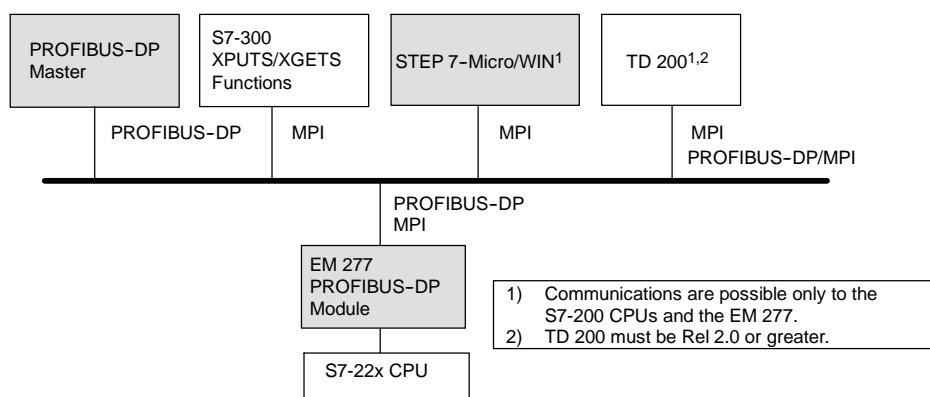 PROFIBUS-DP
Master
S7-300
XPUTS/XGETS
Functions
STEP 7-Micro/WIN¹
TD 200¹,²
PROFIBUS-DP
MPI
MPI
MPI
PROFIBUS-DP/MPI
PROFIBUS-DP
MPI
EM 277
PROFIBUS-DP
Module
S7-22x CPU
1) Communications are possible only to the
S7-200 CPUs and the EM 277.
2) TD 200 must be Rel 2.0 or greater.